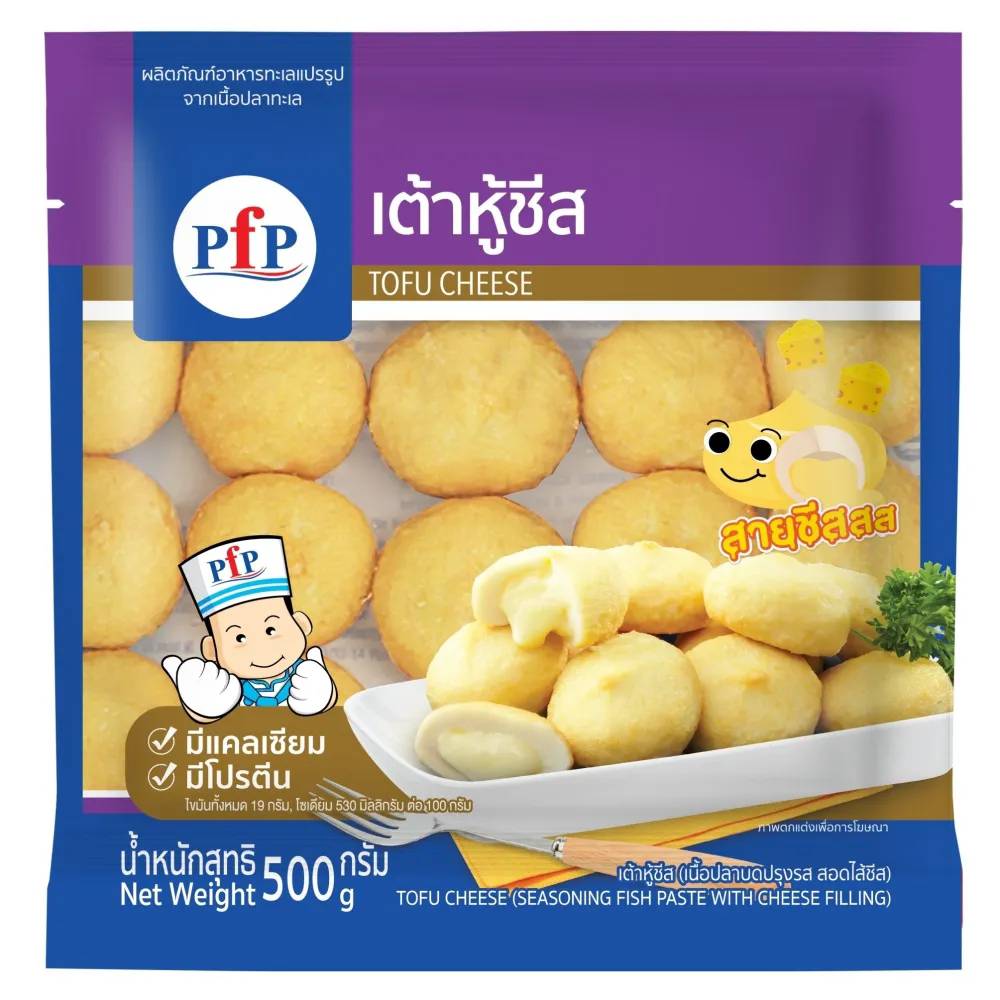 ผลิตภัณฑ์อาหารทะเลแปรรูป
จากเนื้อปลาทะเล
PfP
เต้าหู้ชีส
TOFU CHEESE
สายชีสสส
PfP
มีแคลเซียม
มีโปรตีน
ไขมันทั้งหมด 19 กรัม, โซเดียม 530 มิลลิกรัม ต่อ 100 กรัม
ภาพตกแต่งเพื่อการโฆษณา
น้ำหนักสุทธิ 500 กรัม
Net Weight g
เต้าหู้ชีส (เนื้อปลาบดปรุงรส สอดไส้ชีส)
TOFU CHEESE (SEASONING FISH PASTE WITH CHEESE FILLING)